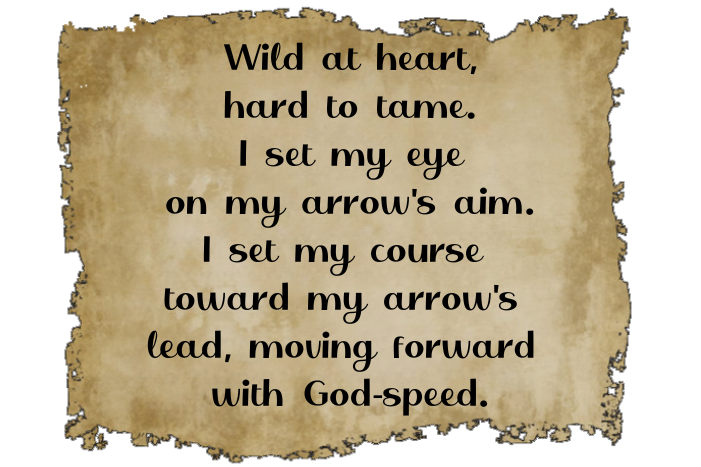 Wild at heart,
hard to tame.
I set my eye
on my arrow's aim.
I set my course
toward my arrow's
lead, moving forward
with God-speed.